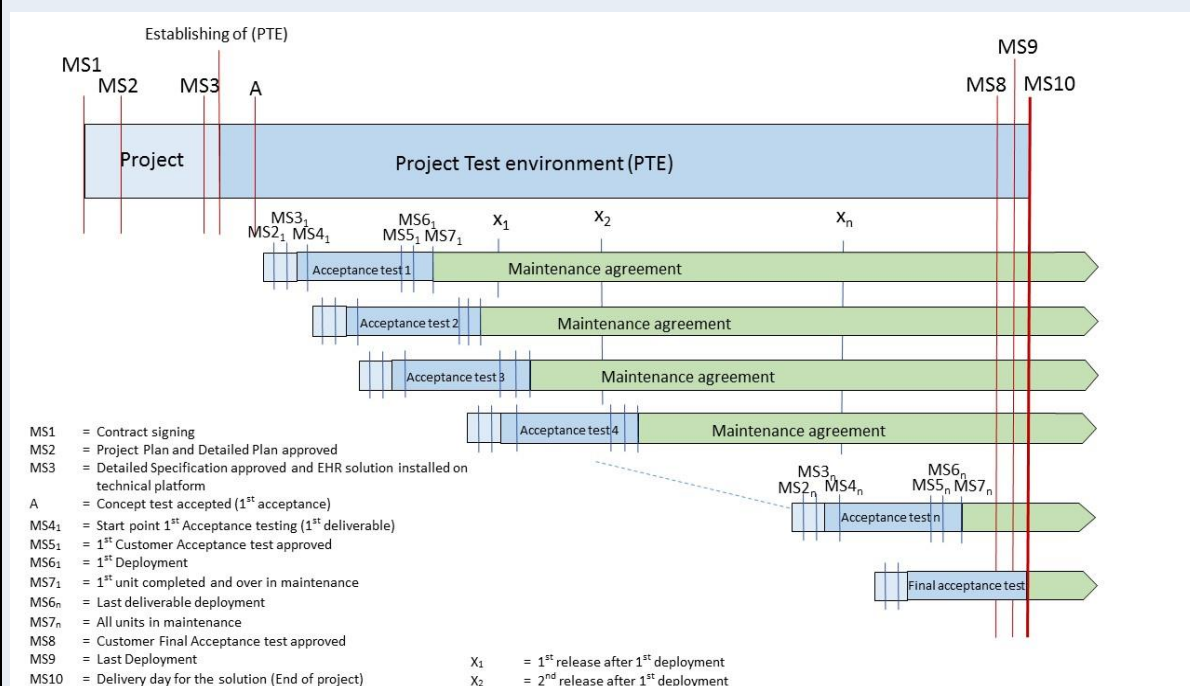 Establishing of (PTE)
MS1
MS2
MS3
A
MS8
MS9
MS10
Project
Project Test environment (PTE)
MS2₁
MS3₁
MS4₁
MS5₁
MS6₁
MS7₁
X₁
X₂
Xₙ
Acceptance test 1
Maintenance agreement
Acceptance test 2
Maintenance agreement
Acceptance test 3
Maintenance agreement
Acceptance test 4
Maintenance agreement
MS2ₙ
MS3ₙ
MS4ₙ
MS5ₙ
MS6ₙ
MS7ₙ
Acceptance test n
Final acceptance test
MS1 = Contract signing
MS2 = Project Plan and Detailed Plan approved
MS3 = Detailed Specification approved and EHR solution installed on
technical platform
A = Concept test accepted (1st acceptance)
MS4₁ = Start point 1st Acceptance testing (1st deliverable)
MS5₁ = 1st Customer Acceptance test approved
MS6₁ = 1st Deployment
MS7₁ = 1st unit completed and over in maintenance
MS6ₙ = Last deliverable deployment
MS7ₙ = All units in maintenance
MS8 = Customer Final Acceptance test approved
MS9 = Last Deployment
MS10 = Delivery day for the solution (End of project)
X₁ = 1st release after 1st deployment
X₂ = 2nd release after 1st deployment